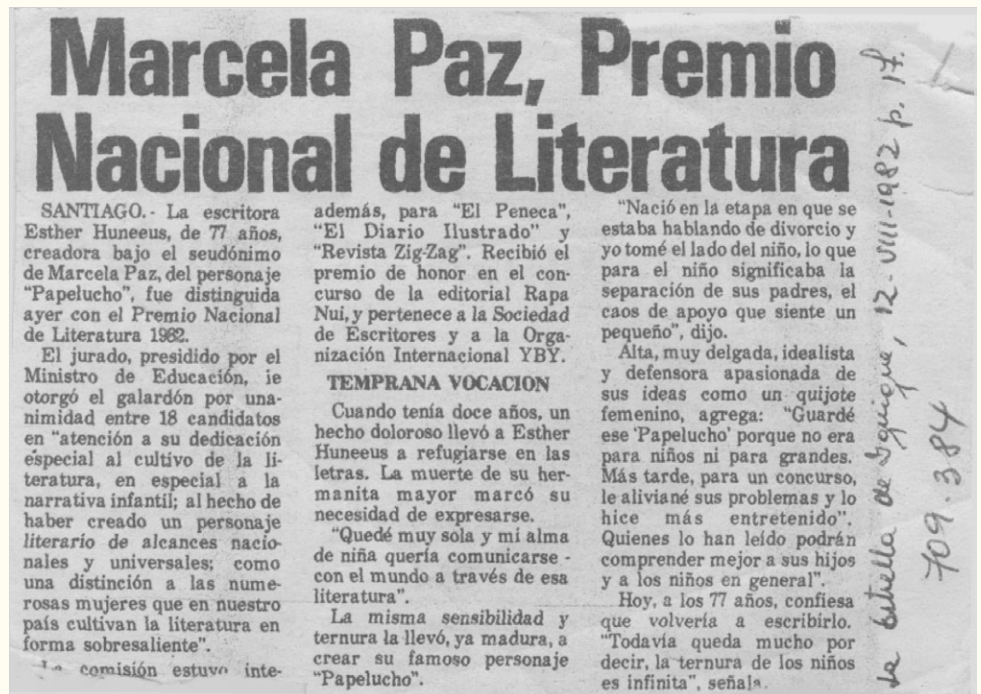 Marcela Paz, Premio
Nacional de Literatura
SANTIAGO.- La escritora
Esther Huneeus, de 77 años,
creadora bajo el seudónimo
de Marcela Paz, del personaje
"Papelucho", fue distinguida
ayer con el Premio Nacional
de Literatura 1982.
El jurado, presidido por el
Ministro de Educación, ie
otorgó el galardón por una-
nimidad entre 18 candidatos
en "atención a su dedicación
especial al cultivo de la li-
teratura, en especial a la
narrativa infantil; al hecho de
haber creado un personaje
literario de alcances nacio-
nales y universales; como
una distinción a las nume-
rosas mujeres que en nuestro
país cultivan la literatura en
forma sobresaliente".
La comisión estuvo inte-
además, para "El Peneca",
"El Diario Ilustrado" y
"Revista Zig-Zag". Recibió el
premio de honor en el con-
curso de la editorial Rapa
Nui, y pertenece a la Sociedad
de Escritores y a la Orga-
nización Internacional YBY.
TEMPRANA VOCACION
Cuando tenía doce años, un
hecho doloroso llevó a Esther
Huneeus a refugiarse en las
letras. La muerte de su her-
manita mayor marcó su
necesidad de expresarse.
"Quedé muy sola y mi alma
de niña quería comunicarse -
con el mundo a través de esa
literatura".
La misma sensibilidad y
ternura la llevó, ya madura, a
crear su famoso personaje
"Papelucho".
"Nació en la etapa en que se
estaba hablando de divorcio y
yo tomé el lado del niño, lo que
para el niño significaba la
separación de sus padres, el
caos de apoyo que siente un
pequeño", dijo.
Alta, muy delgada, idealista
y defensora apasionada de
sus ideas como un quijote
femenino, agrega: "Guardé
ese 'Papelucho' porque no era
para niños ni para grandes.
Más tarde, para un concurso,
le aliviané sus problemas y lo
hice más entretenido".
Quienes lo han leído podrán
comprender mejor a sus hijos
y a los niños en general".
Hoy, a los 77 años, confiesa
que volvería a escribirlo.
"Todavía queda mucho por
decir, la ternura de los niños
es infinita", señala.
La Estrella de Iquique, 12-VIII-1982 p. 17.
709.384